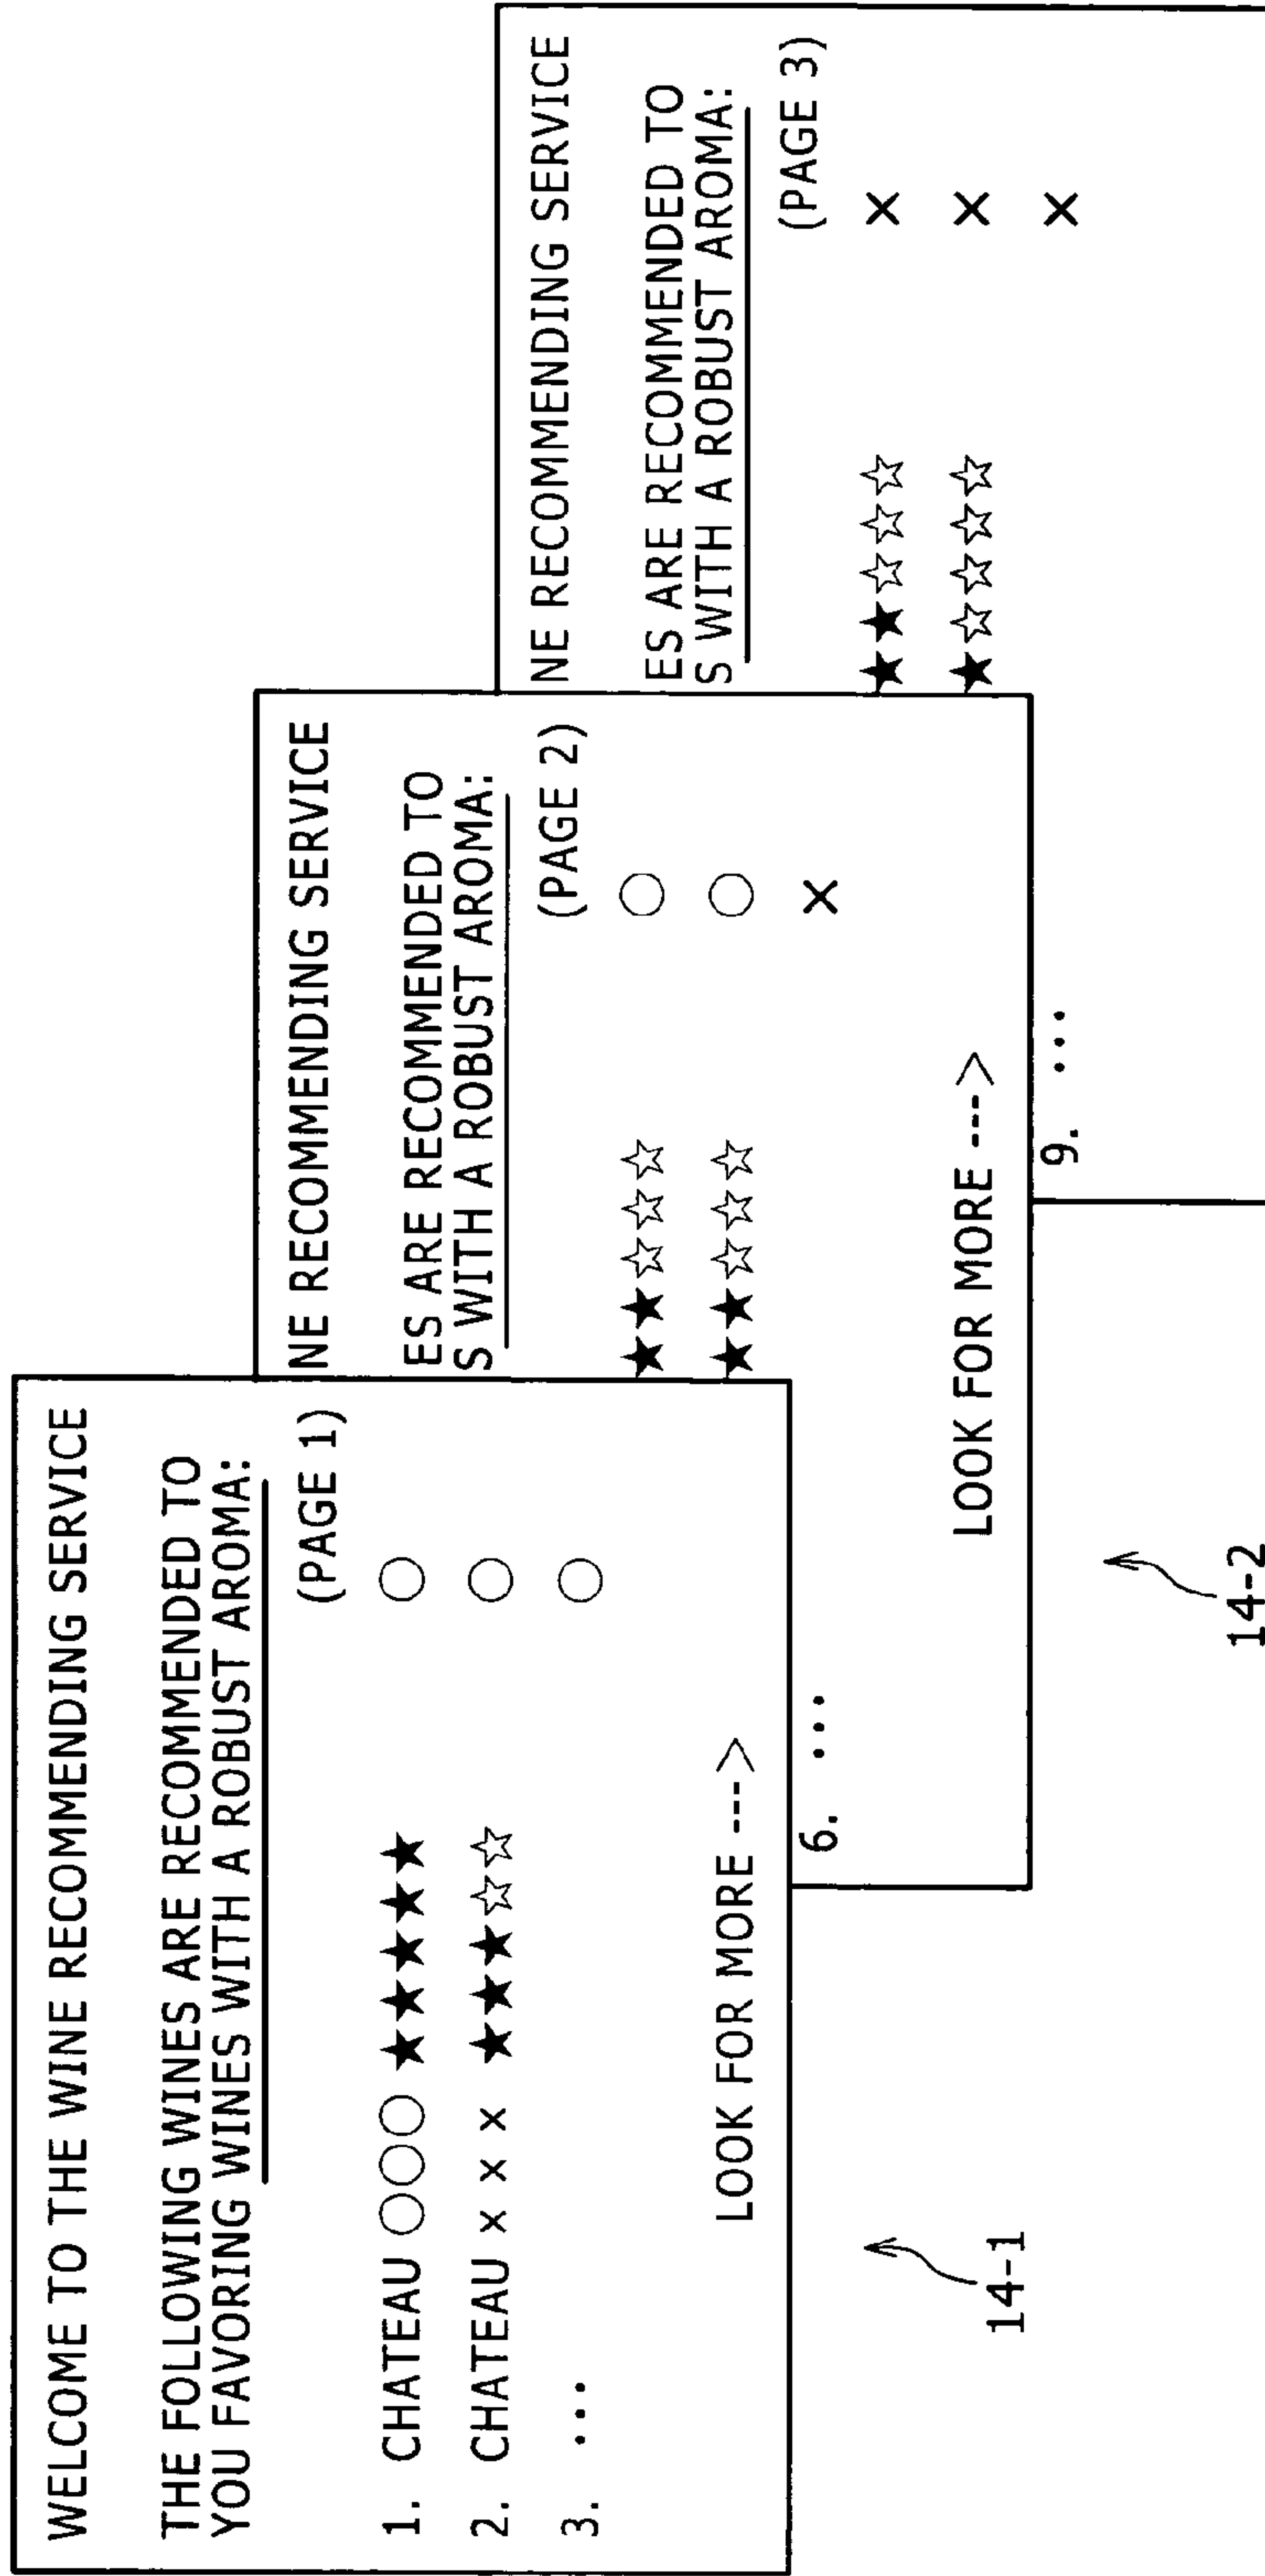 WELCOME TO THE WINE RECOMMENDING SERVICE
THE FOLLOWING WINES ARE RECOMMENDED TO
YOU FAVORING WINES WITH A ROBUST AROMA:
(PAGE 1)
1. CHATEAU ○○○ ★★★★★ ○
2. CHATEAU x x x ★★★☆☆ ○
3. ... ○
LOOK FOR MORE --->
14-1
NE RECOMMENDING SERVICE
ES ARE RECOMMENDED TO
S WITH A ROBUST AROMA:
(PAGE 2)
★★☆☆☆ ○
★★☆☆☆ ○
×
6. ...
LOOK FOR MORE --->
14-2
NE RECOMMENDING SERVICE
ES ARE RECOMMENDED TO
S WITH A ROBUST AROMA:
(PAGE 3)
★★☆☆☆ ×
★☆☆☆☆ ×
×
9. ...